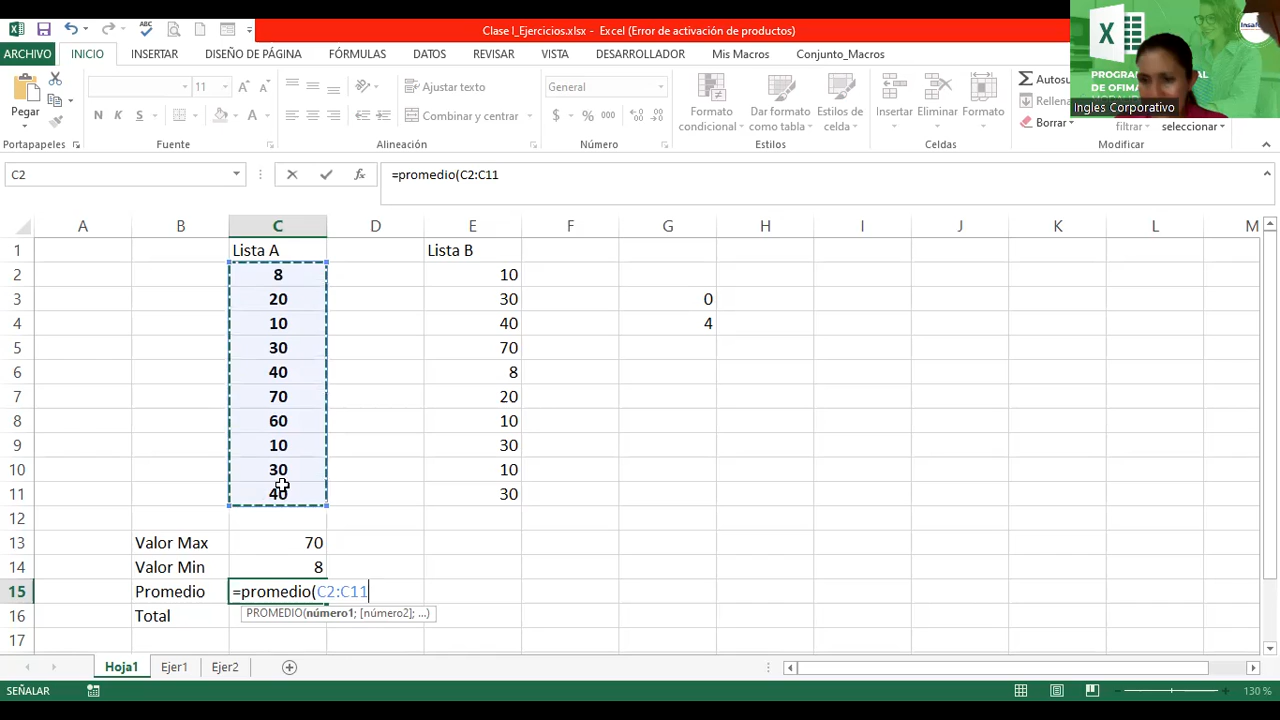 Clase I_Ejercicios.xlsx - Excel (Error de activación de productos)
ARCHIVO INICIO INSERTAR DISEÑO DE PÁGINA FÓRMULAS DATOS REVISAR VISTA DESARROLLADOR Mis Macros Conjunto_Macros
Pegar
11
N K S
Ajustar texto
Combinar y centrar
General
$ % 000
Formato condicional
Dar formato como tabla
Estilos de celda
Insertar
Eliminar
Formato
Borrar
filtrar
seleccionar
Portapapeles Fuente Alineación Número Estilos Celdas Modificar
Ingles Corporativo
C2
=promedio(C2:C11
A B C D E F G H I J K L M
1 Lista A Lista B
2 8 10
3 20 30 0
4 10 40 4
5 30 70
6 40 8
7 70 20
8 60 10
9 10 30
10 30 10
11 40 30
12
13 Valor Max 70
14 Valor Min 8
15 Promedio =promedio(C2:C11
PROMEDIO(número1; [número2]; ...)
16 Total
17
Hoja1 Ejer1 Ejer2
SEÑALAR
130 %